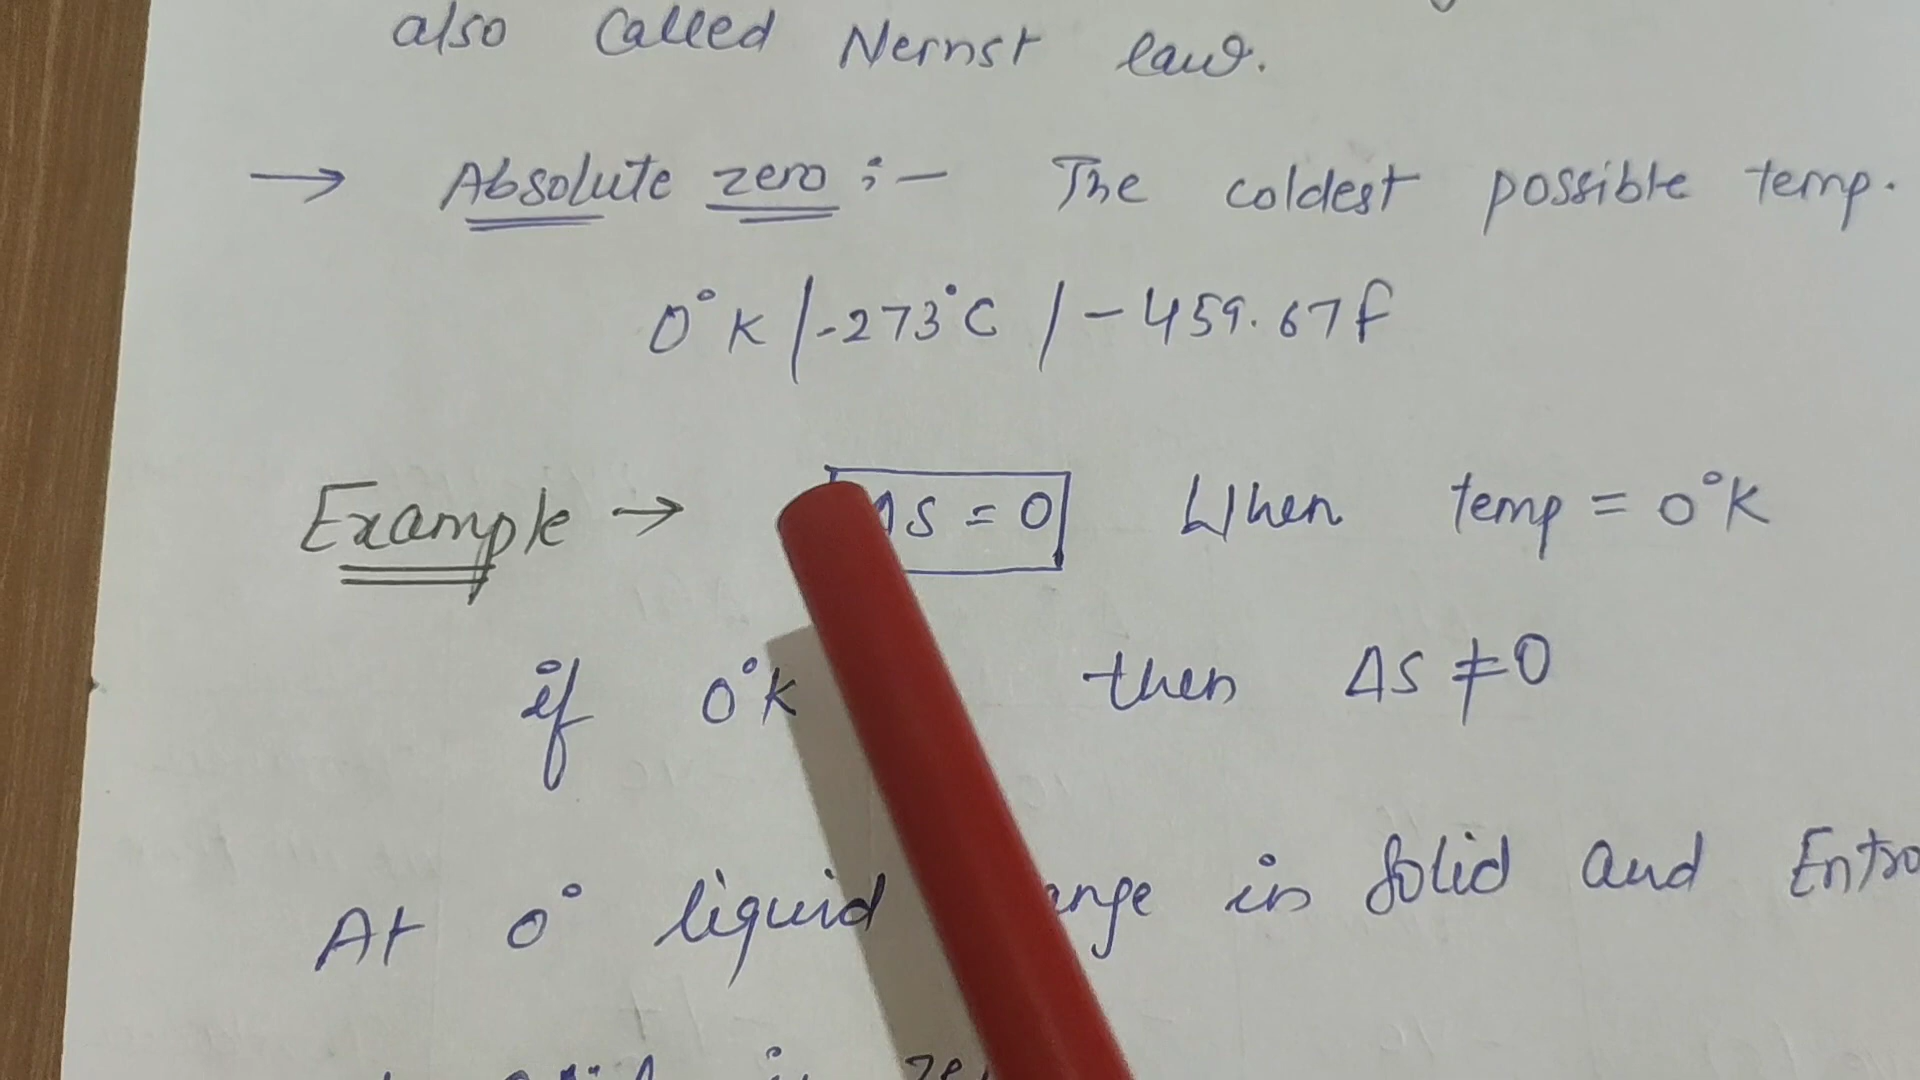 also called Nernst law.
→ Absolute zero :- The coldest possible temp.
0°K / -273°C / -459.67f
Example → ΔS = 0 When temp = 0°K
if 0°K then ΔS ≠ 0
At 0° liquid in solid and